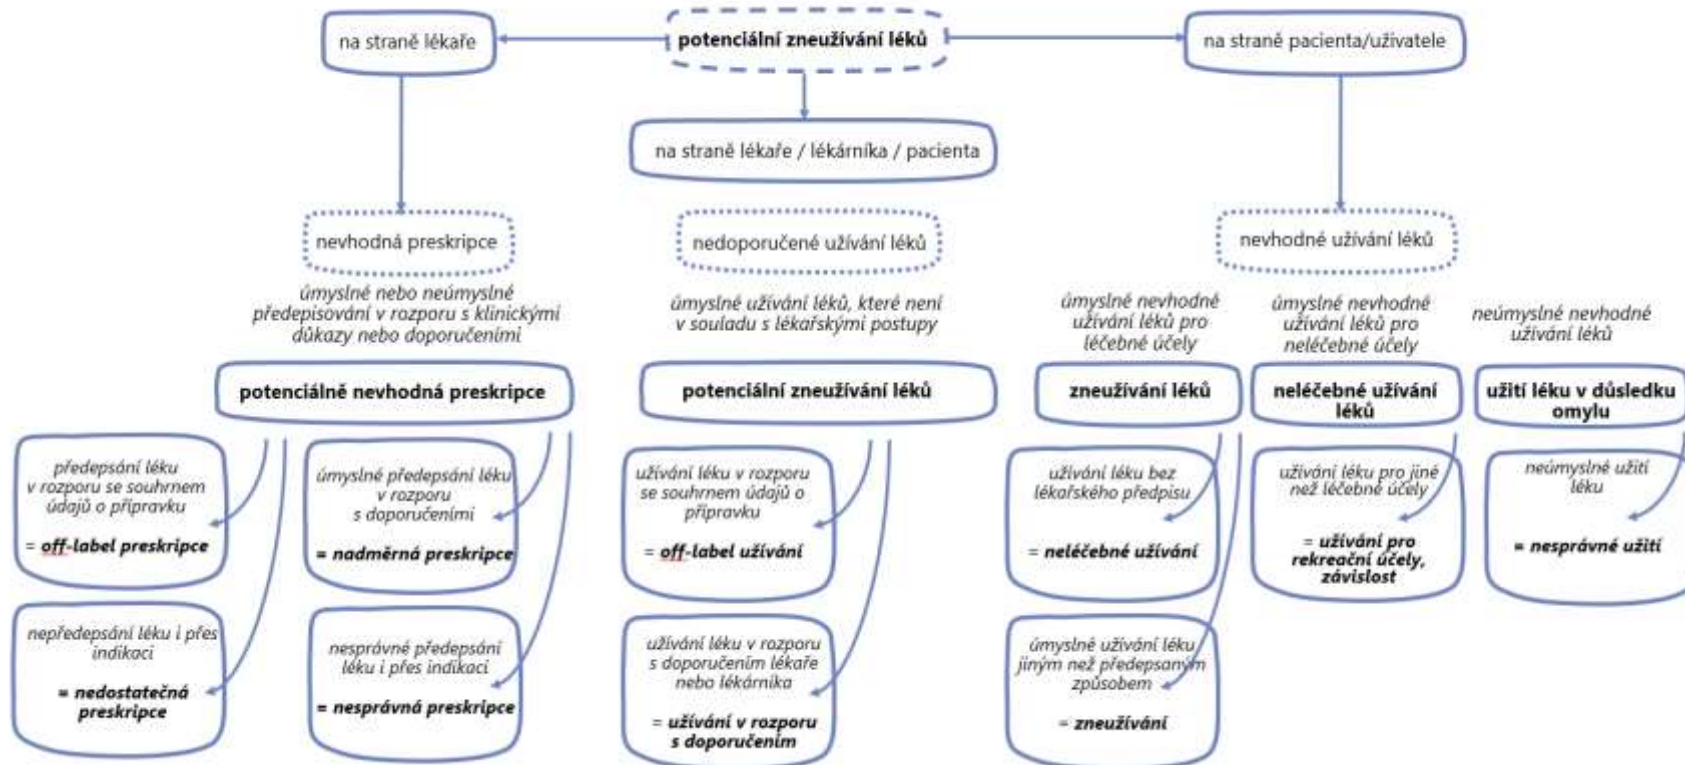 na straně lékaře
potenciální zneužívání léků
na straně pacienta/uživatele
na straně lékaře / lékárníka / pacienta
nevhodná preskripce
nedoporučené užívání léků
nevhodné užívání léků
úmyslné nebo neúmyslné
předepisování v rozporu s klinickými
důkazy nebo doporučeními
úmyslné užívání léků, které není
v souladu s lékařskými postupy
úmyslné nevhodné
užívání léků pro
léčebné účely
úmyslné nevhodné
užívání léků pro
neléčebné účely
neúmyslné nevhodné
užívání léků
potenciálně nevhodná preskripce
potenciální zneužívání léků
zneužívání léků
neléčebné užívání
léků
užití léku v důsledku
omylu
předepsání léku
v rozporu se souhrnem
údajů o přípravku
= off-label preskripce
úmyslné předepsání léku
v rozporu
s doporučeními
= nadměrná preskripce
užívání léku v rozporu
se souhrnem údajů o
přípravku
= off-label užívání
užívání léku bez
lékařského předpisu
= neléčebné užívání
užívání léku pro jiné
než léčebné účely
= užívání pro
rekreační účely,
závislost
neúmyslné užití
léku
= nesprávné užití
nepředepsání léku i přes
indikaci
= nedostatečná
preskripce
nesprávné předepsání
léku i přes indikaci
= nesprávná preskripce
užívání léku v rozporu
s doporučením lékaře
nebo lékárníka
= užívání v rozporu
s doporučením
úmyslné užívání léku
jiným než předepsaným
způsobem
= zneužívání